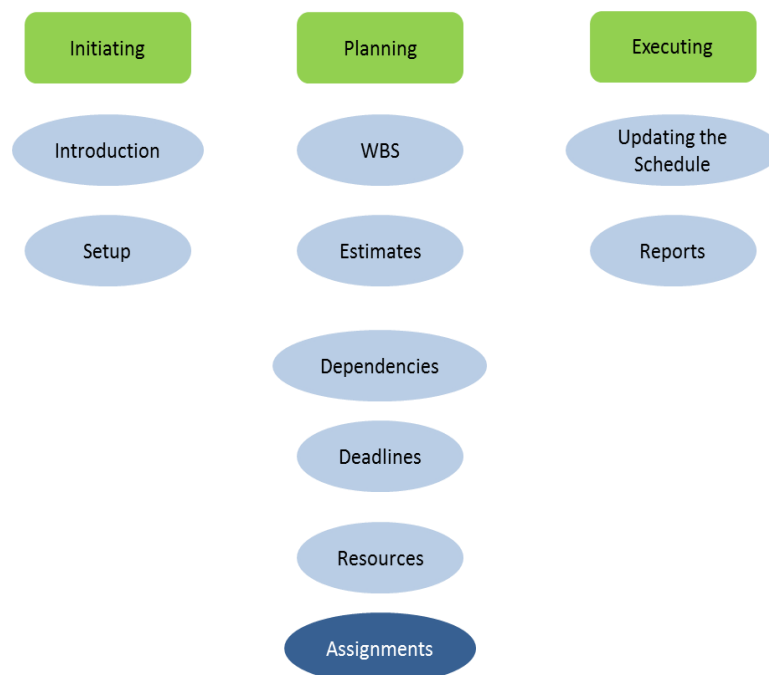 Initiating
Planning
Executing
Introduction
WBS
Updating the
Schedule
Setup
Estimates
Reports
Dependencies
Deadlines
Resources
Assignments